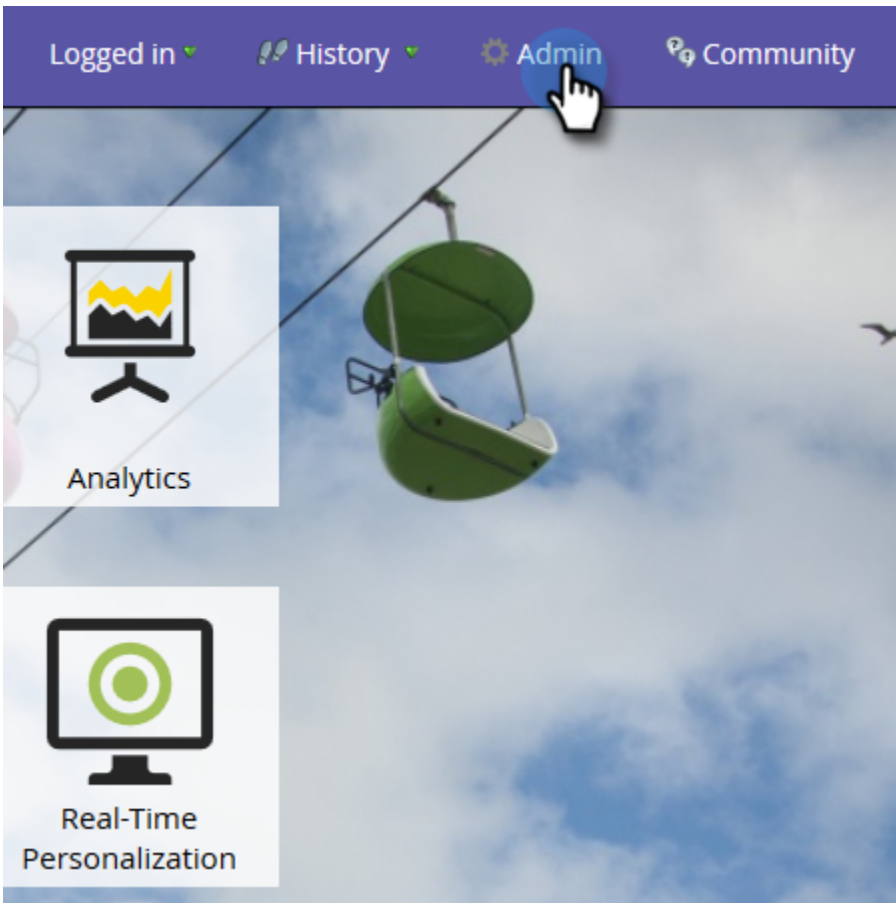 Logged in History Admin Community
Analytics
Real-Time
Personalization